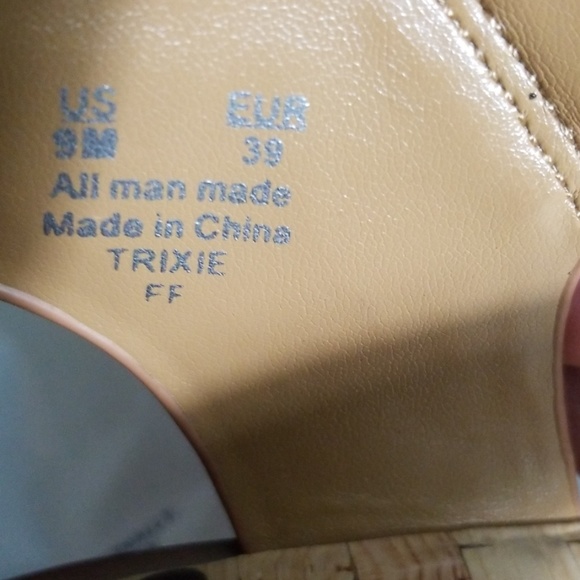 US EUR
9M 39
All man made
Made in China
TRIXIE
FF